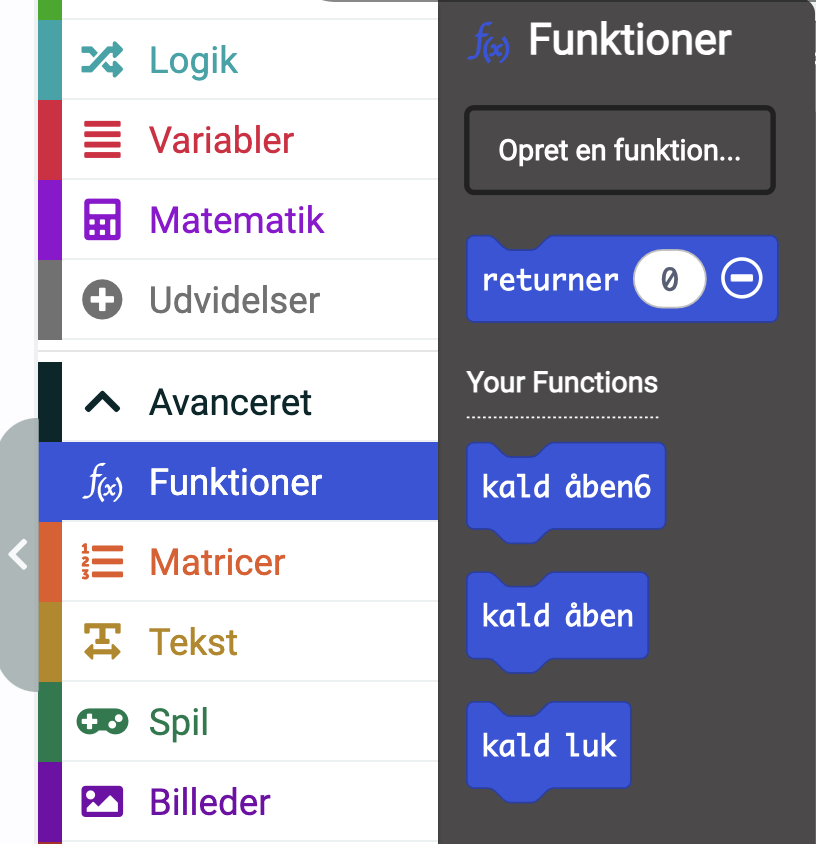 Logik
Variabler
Matematik
Udvidelser
Avanceret
f(x) Funktioner
Matricer
Tekst
Spil
Billeder
f(x) Funktioner
Opret en funktion...
returner 0
Your Functions
kald åben6
kald åben
kald luk